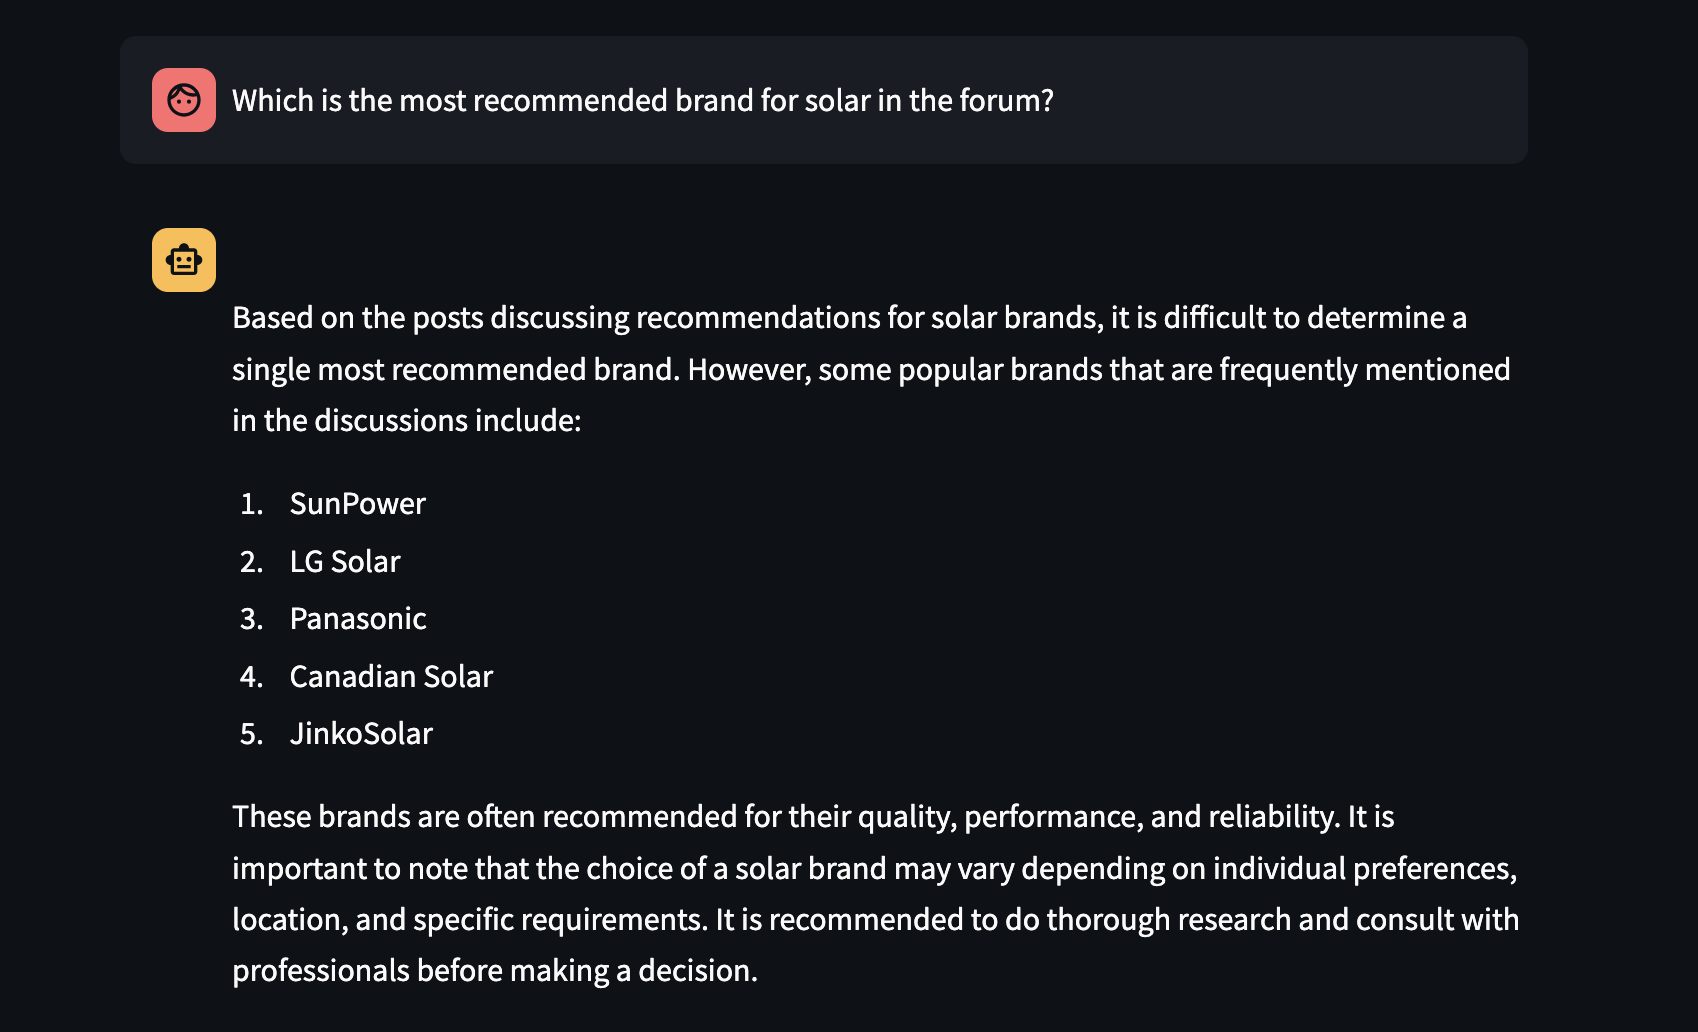 Which is the most recommended brand for solar in the forum?
Based on the posts discussing recommendations for solar brands, it is difficult to determine a
single most recommended brand. However, some popular brands that are frequently mentioned
in the discussions include:
1. SunPower
2. LG Solar
3. Panasonic
4. Canadian Solar
5. JinkoSolar
These brands are often recommended for their quality, performance, and reliability. It is
important to note that the choice of a solar brand may vary depending on individual preferences,
location, and specific requirements. It is recommended to do thorough research and consult with
professionals before making a decision.